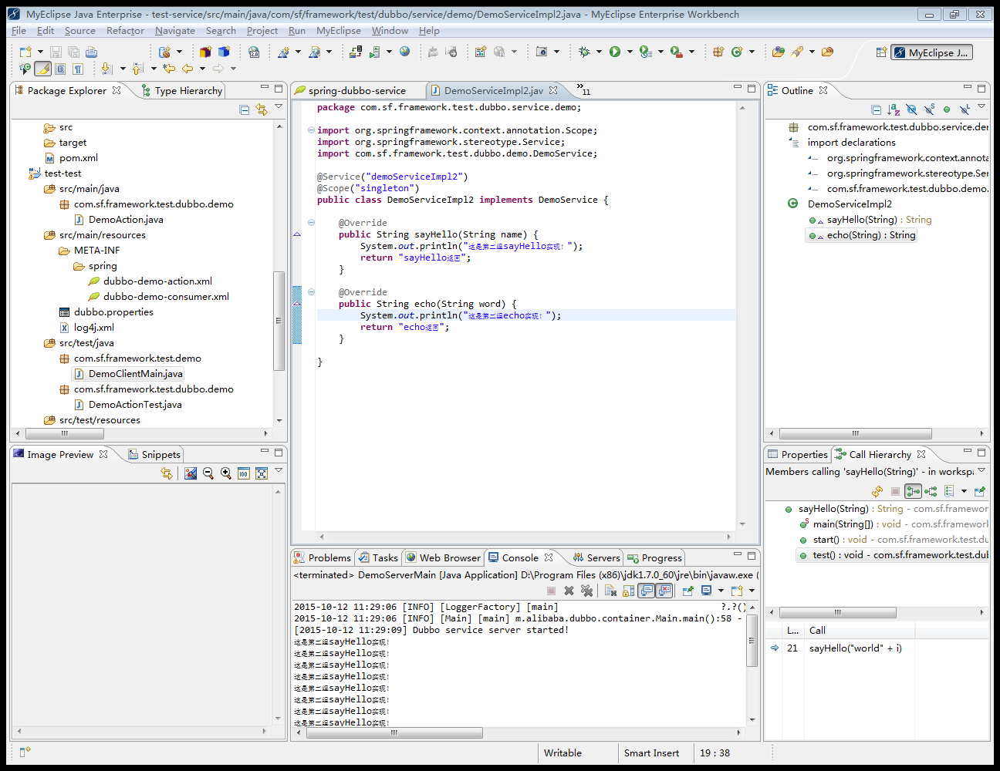 MyEclipse Java Enterprise - test-service/src/main/java/com/sf/framework/test/dubbo/service/demo/DemoServiceImpl2.java - MyEclipse Enterprise Workbench
File Edit Source Refactor Navigate Search Project Run MyEclipse Window Help
MyEclipse J...
Package Explorer
Type Hierarchy
src
target
pom.xml
test-test
src/main/java
com.sf.framework.test.dubbo.demo
DemoAction.java
src/main/resources
META-INF
spring
dubbo-demo-action.xml
dubbo-demo-consumer.xml
dubbo.properties
log4j.xml
src/test/java
com.sf.framework.test.demo
DemoClientMain.java
com.sf.framework.test.dubbo.demo
DemoActionTest.java
src/test/resources
Image Preview
Snippets
spring-dubbo-service
DemoServiceImpl2.jav
»11
package com.sf.framework.test.dubbo.service.demo;
import org.springframework.context.annotation.Scope;
import org.springframework.stereotype.Service;
import com.sf.framework.test.dubbo.demo.DemoService;
@Service("demoServiceImpl2")
@Scope("singleton")
public class DemoServiceImpl2 implements DemoService {
@Override
public String sayHello(String name) {
System.out.println("这是第二组sayHello实现！");
return "sayHello返回";
}
@Override
public String echo(String word) {
System.out.println("这是第二组echo实现！");
return "echo返回";
}
}
Problems
Tasks
Web Browser
Console
Servers
Progress
<terminated> DemoServerMain [Java Application] D:\Program Files (x86)\jdk1.7.0_60\jre\bin\javaw.exe (
2015-10-12 11:29:06 [INFO] [LoggerFactory] [main] ?.?()
2015-10-12 11:29:06 [INFO] [Main] [main] m.alibaba.dubbo.container.Main.main():58 -
[2015-10-12 11:29:09] Dubbo service server started!
这是第二组sayHello实现！
这是第二组sayHello实现！
这是第二组sayHello实现！
这是第二组sayHello实现！
这是第二组sayHello实现！
这是第二组sayHello实现！
这是第二组sayHello实现！
这是第二组sayHello实现！
Outline
com.sf.framework.test.dubbo.service.der
import declarations
org.springframework.context.annota
org.springframework.stereotype.Ser
com.sf.framework.test.dubbo.demo.
DemoServiceImpl2
sayHello(String) : String
echo(String) : String
Properties
Call Hierarchy
Members calling 'sayHello(String)' - in workspa
sayHello(String) : String - com.sf.framewor
main(String[]) : void - com.sf.framework
start() : void - com.sf.framework.test.du
test() : void - com.sf.framework.test.dub
L... Call
21 sayHello("world" + i)
Writable
Smart Insert
19 : 38